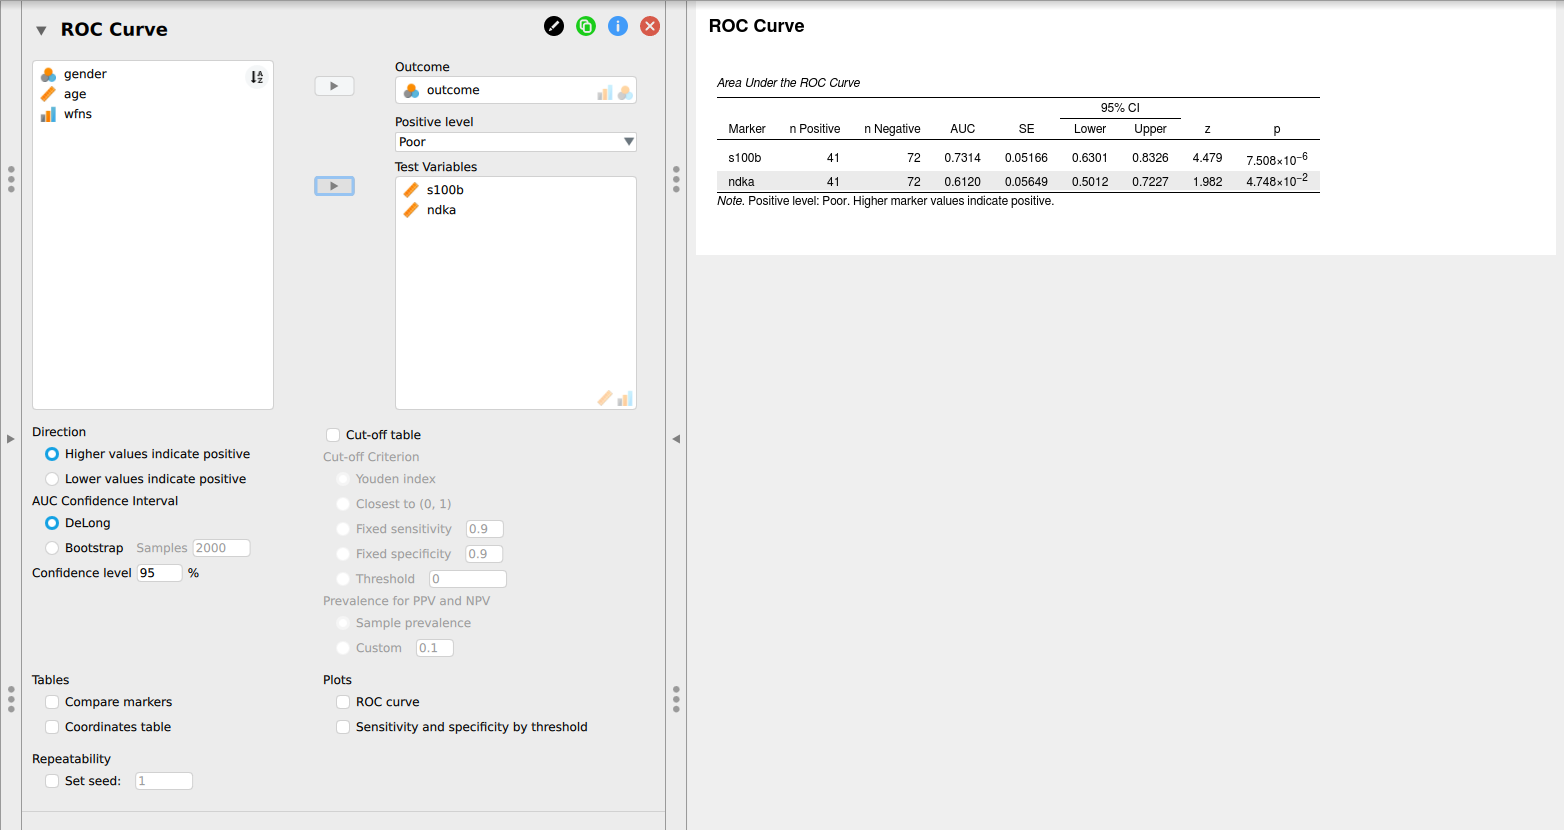 ROC Curve
gender
age
wfns
Outcome
outcome
Positive level
Poor
Test Variables
s100b
ndka
Direction
Higher values indicate positive
Lower values indicate positive
AUC Confidence Interval
DeLong
Bootstrap Samples 2000
Confidence level 95 %
Cut-off table
Cut-off Criterion
Youden index
Closest to (0, 1)
Fixed sensitivity 0.9
Fixed specificity 0.9
Threshold 0
Prevalence for PPV and NPV
Sample prevalence
Custom 0.1
Tables
Compare markers
Coordinates table
Plots
ROC curve
Sensitivity and specificity by threshold
Repeatability
Set seed: 1
ROC Curve
Area Under the ROC Curve
95% CI
Marker n Positive n Negative AUC SE Lower Upper z p
s100b 41 72 0.7314 0.05166 0.6301 0.8326 4.479 7.508×10⁻⁶
ndka 41 72 0.6120 0.05649 0.5012 0.7227 1.982 4.748×10⁻²
Note. Positive level: Poor. Higher marker values indicate positive.